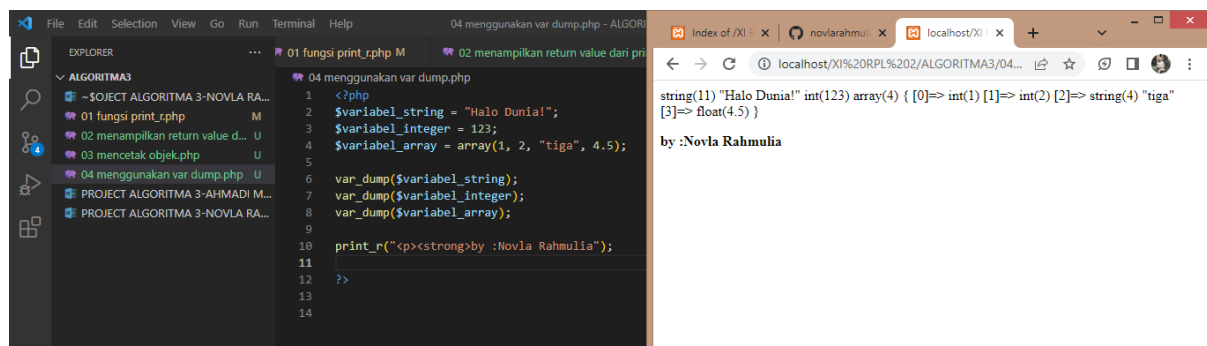 File Edit Selection View Go Run Terminal Help
04 menggunakan var dump.php - ALGORI
EXPLORER
ALGORITMA3
~$OJECT ALGORITMA 3-NOVLA RA...
01 fungsi print_r.php M
02 menampilkan return value d... U
03 mencetak objek.php U
04 menggunakan var dump.php U
PROJECT ALGORITMA 3-AHMADI M...
PROJECT ALGORITMA 3-NOVLA RA...
4
01 fungsi print_r.php M
02 menampilkan return value dari pri
04 menggunakan var dump.php
1 <?php
2 $variabel_string = "Halo Dunia!";
3 $variabel_integer = 123;
4 $variabel_array = array(1, 2, "tiga", 4.5);
5
6 var_dump($variabel_string);
7 var_dump($variabel_integer);
8 var_dump($variabel_array);
9
10 print_r("<p><strong>by :Novla Rahmulia");
11
12 ?>
13
14
Index of /XI
novlarahmul
localhost/XI
localhost/XI%20RPL%202/ALGORITMA3/04...
string(11) "Halo Dunia!" int(123) array(4) { [0]=> int(1) [1]=> int(2) [2]=> string(4) "tiga"
[3]=> float(4.5) }
by :Novla Rahmulia